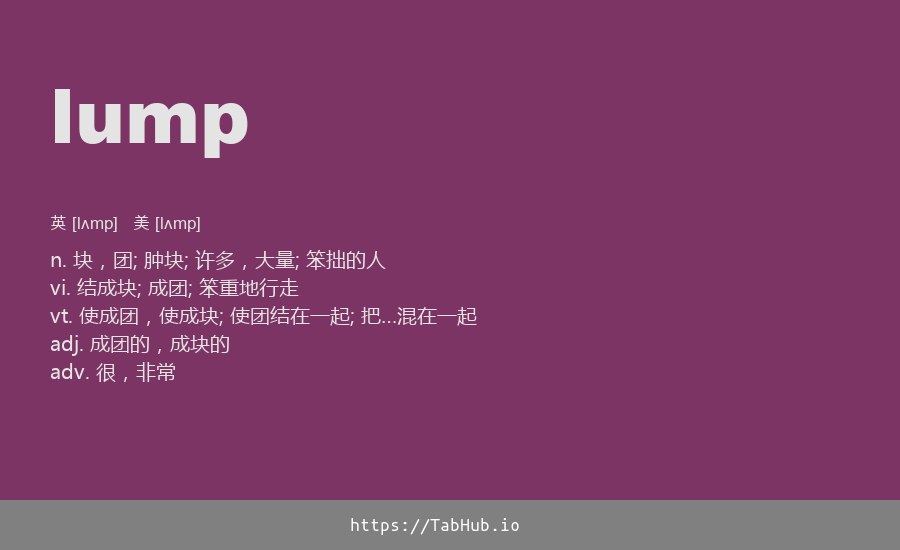 lump
英 [lʌmp] 美 [lʌmp]
n. 块，团; 肿块; 许多，大量; 笨拙的人
vi. 结成块; 成团; 笨重地行走
vt. 使成团，使成块; 使团结在一起; 把…混在一起
adj. 成团的，成块的
adv. 很，非常
https://TabHub.io